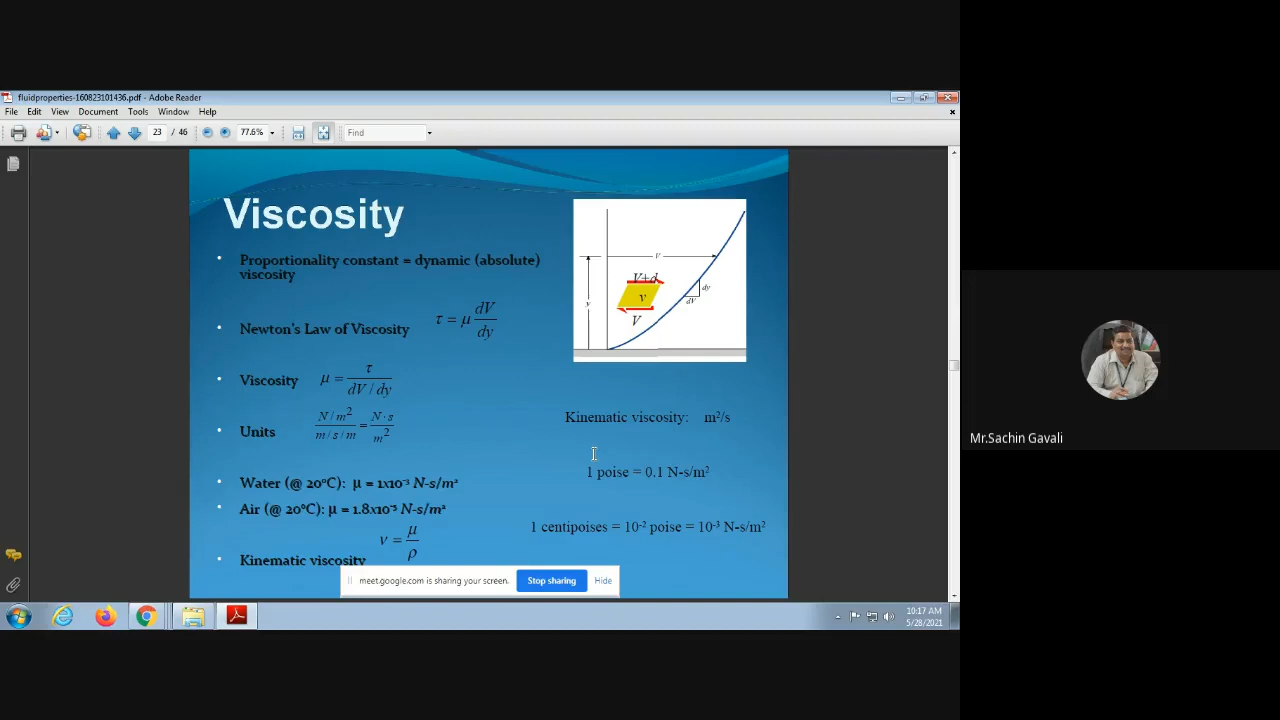 fluidproperties-160823101436.pdf - Adobe Reader
File Edit View Document Tools Window Help
23 / 46 77.6% Find
Viscosity
• Proportionality constant = dynamic (absolute)
viscosity
• Newton's Law of Viscosity τ = μ dV/dy
• Viscosity μ = τ / (dV / dy)
• Units (N / m²) / (m / s / m) = (N · s) / m²
• Water (@ 20°C): μ = 1x10⁻³ N-s/m²
• Air (@ 20°C): μ = 1.8x10⁻⁵ N-s/m²
• Kinematic viscosity ν = μ / ρ
V
V+d
v
V
y
dy
dV
Kinematic viscosity: m²/s
1 poise = 0.1 N-s/m²
1 centipoises = 10⁻² poise = 10⁻³ N-s/m²
meet.google.com is sharing your screen. Stop sharing Hide
10:17 AM
5/28/2021
Mr.Sachin Gavali